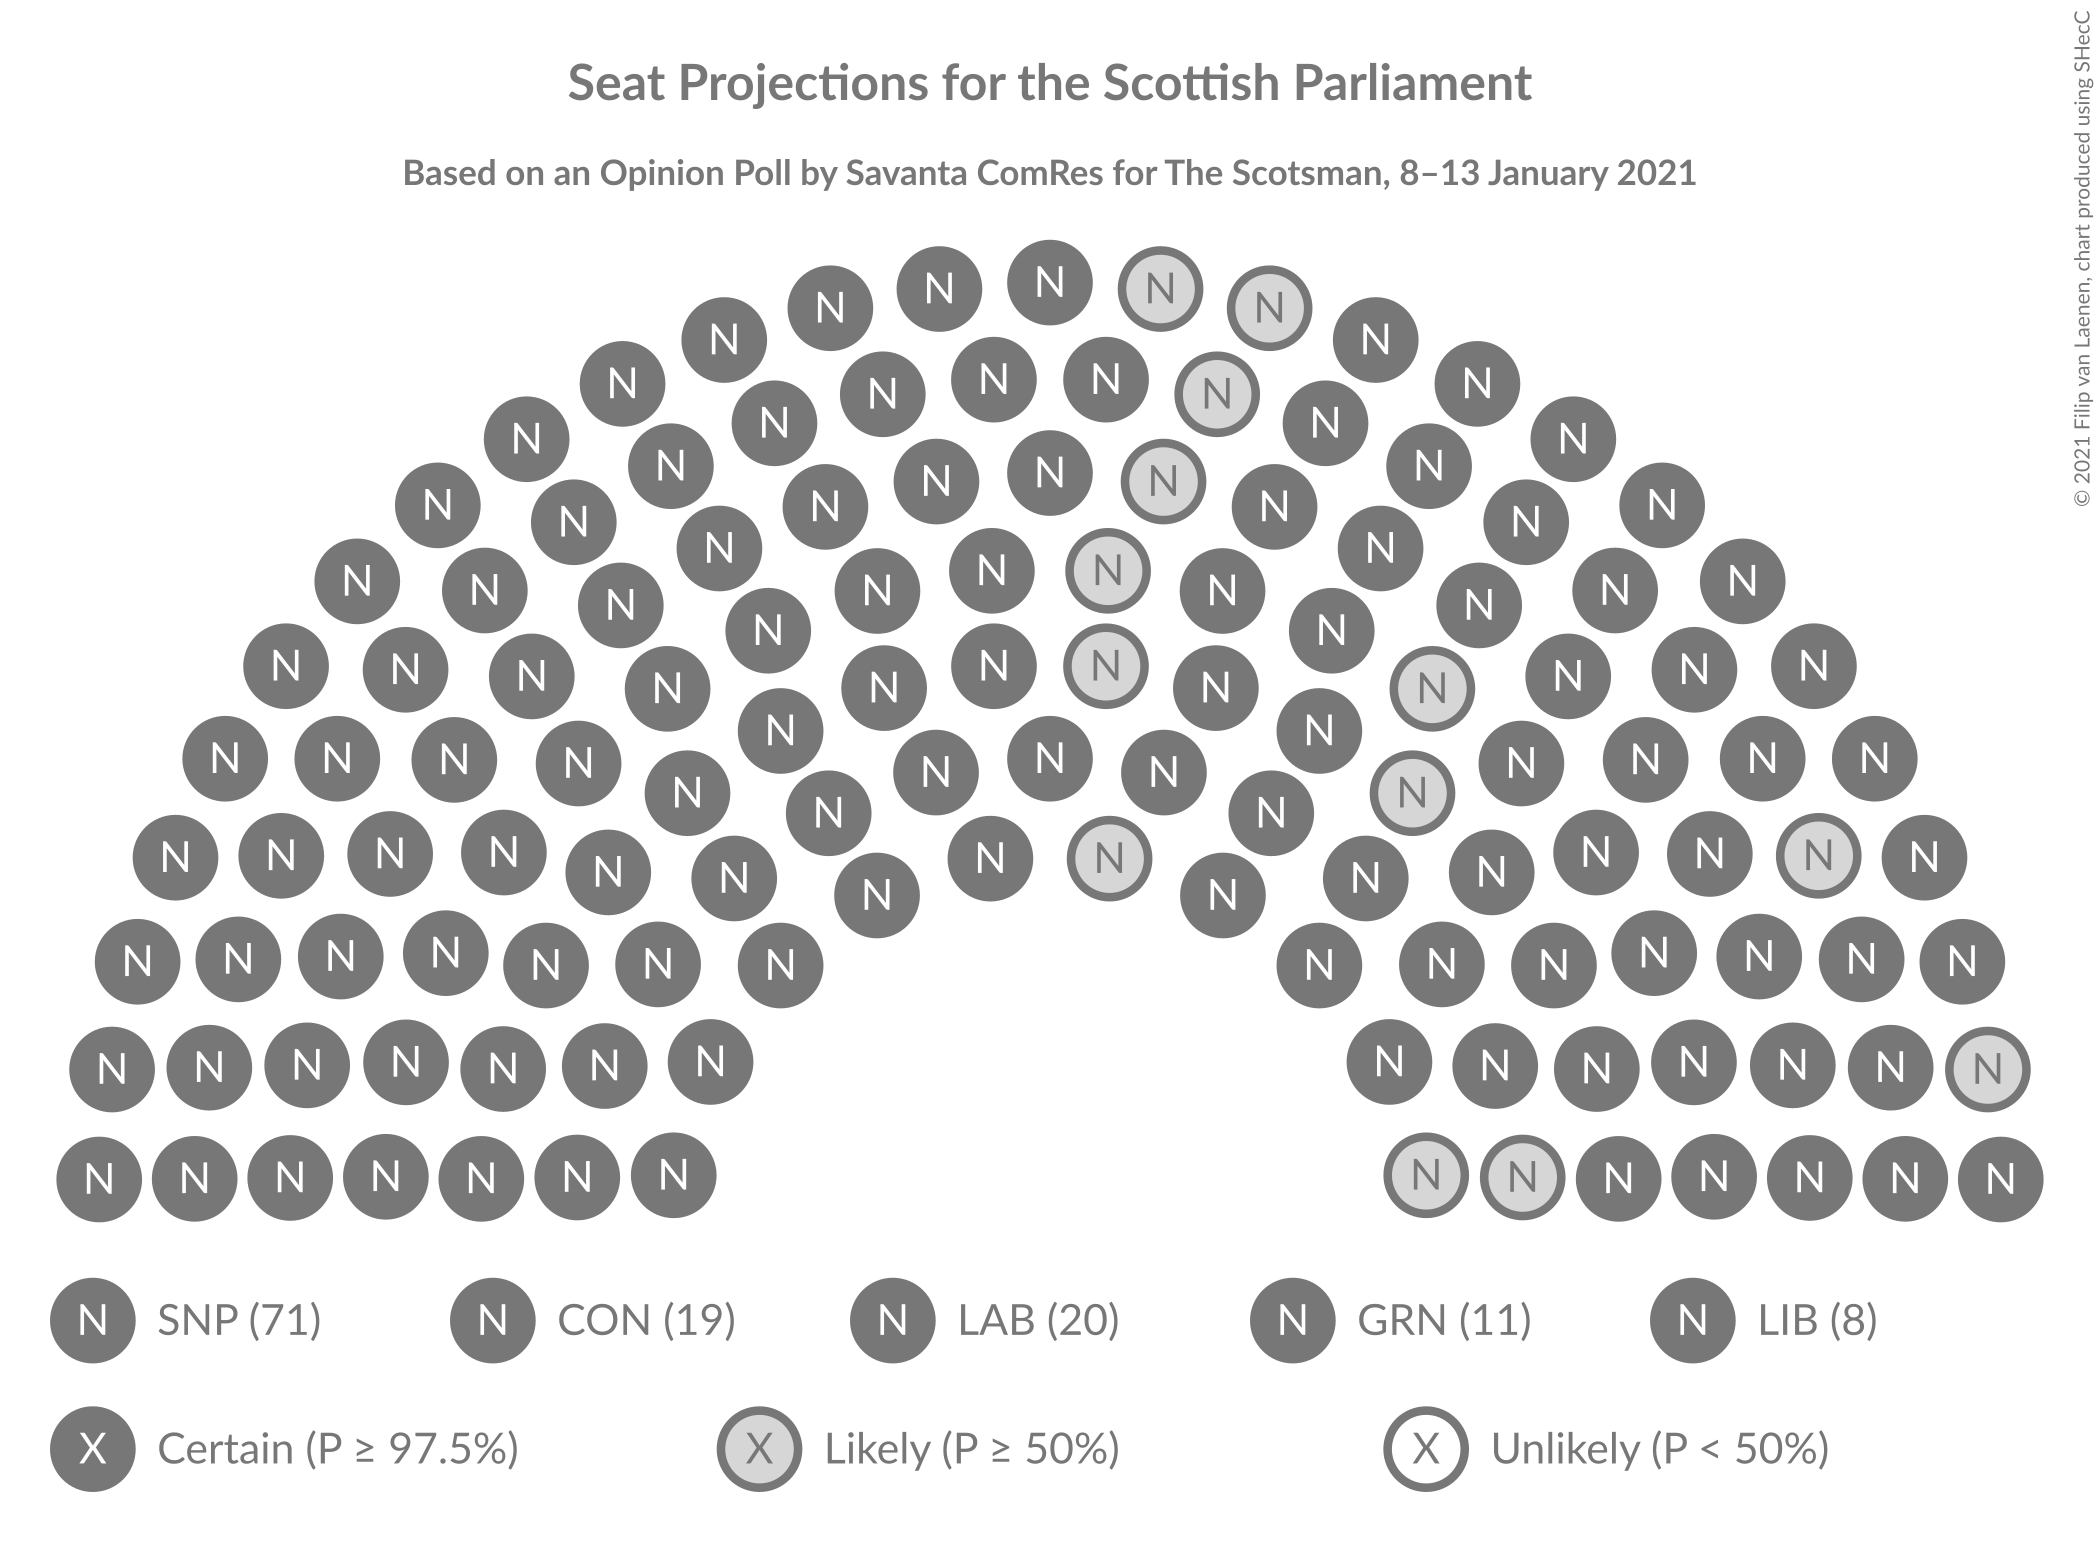 Seat Projections for the Scottish Parliament
Based on an Opinion Poll by Savanta ComRes for The Scotsman, 8–13 January 2021
© 2021 Filip van Laenen, chart produced using SHecC
N N N N N
N N
N N N N N N
N N N N
N N N N N
N N N N N N
N N N N N N N N N N N N
N N N N N N N N N N N N N N
N N N N N N N N N N N N N
N N N N
N N N N N N N N N N N N N N N N
N N N N N N N N N N N N N N
N N N N N N N N N N N N N N
N N N N N N N N N N N N N N
N SNP (71) N CON (19) N LAB (20) N GRN (11) N LIB (8)
X Certain (P ≥ 97.5%) X Likely (P ≥ 50%) X Unlikely (P < 50%)